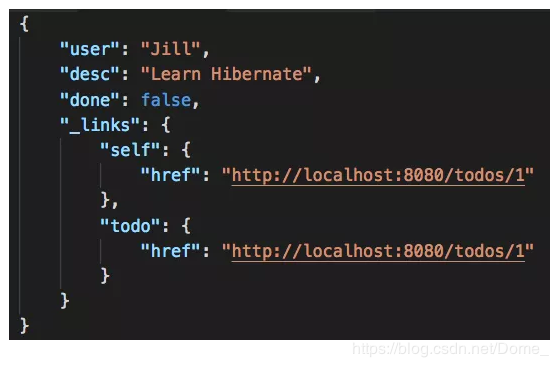 {
    "user": "Jill",
    "desc": "Learn Hibernate",
    "done": false,
    "_links": {
        "self": {
            "href": "http://localhost:8080/todos/1"
        },
        "todo": {
            "href": "http://localhost:8080/todos/1"
        }
    }
}
https://blog.csdn.net/Dome_